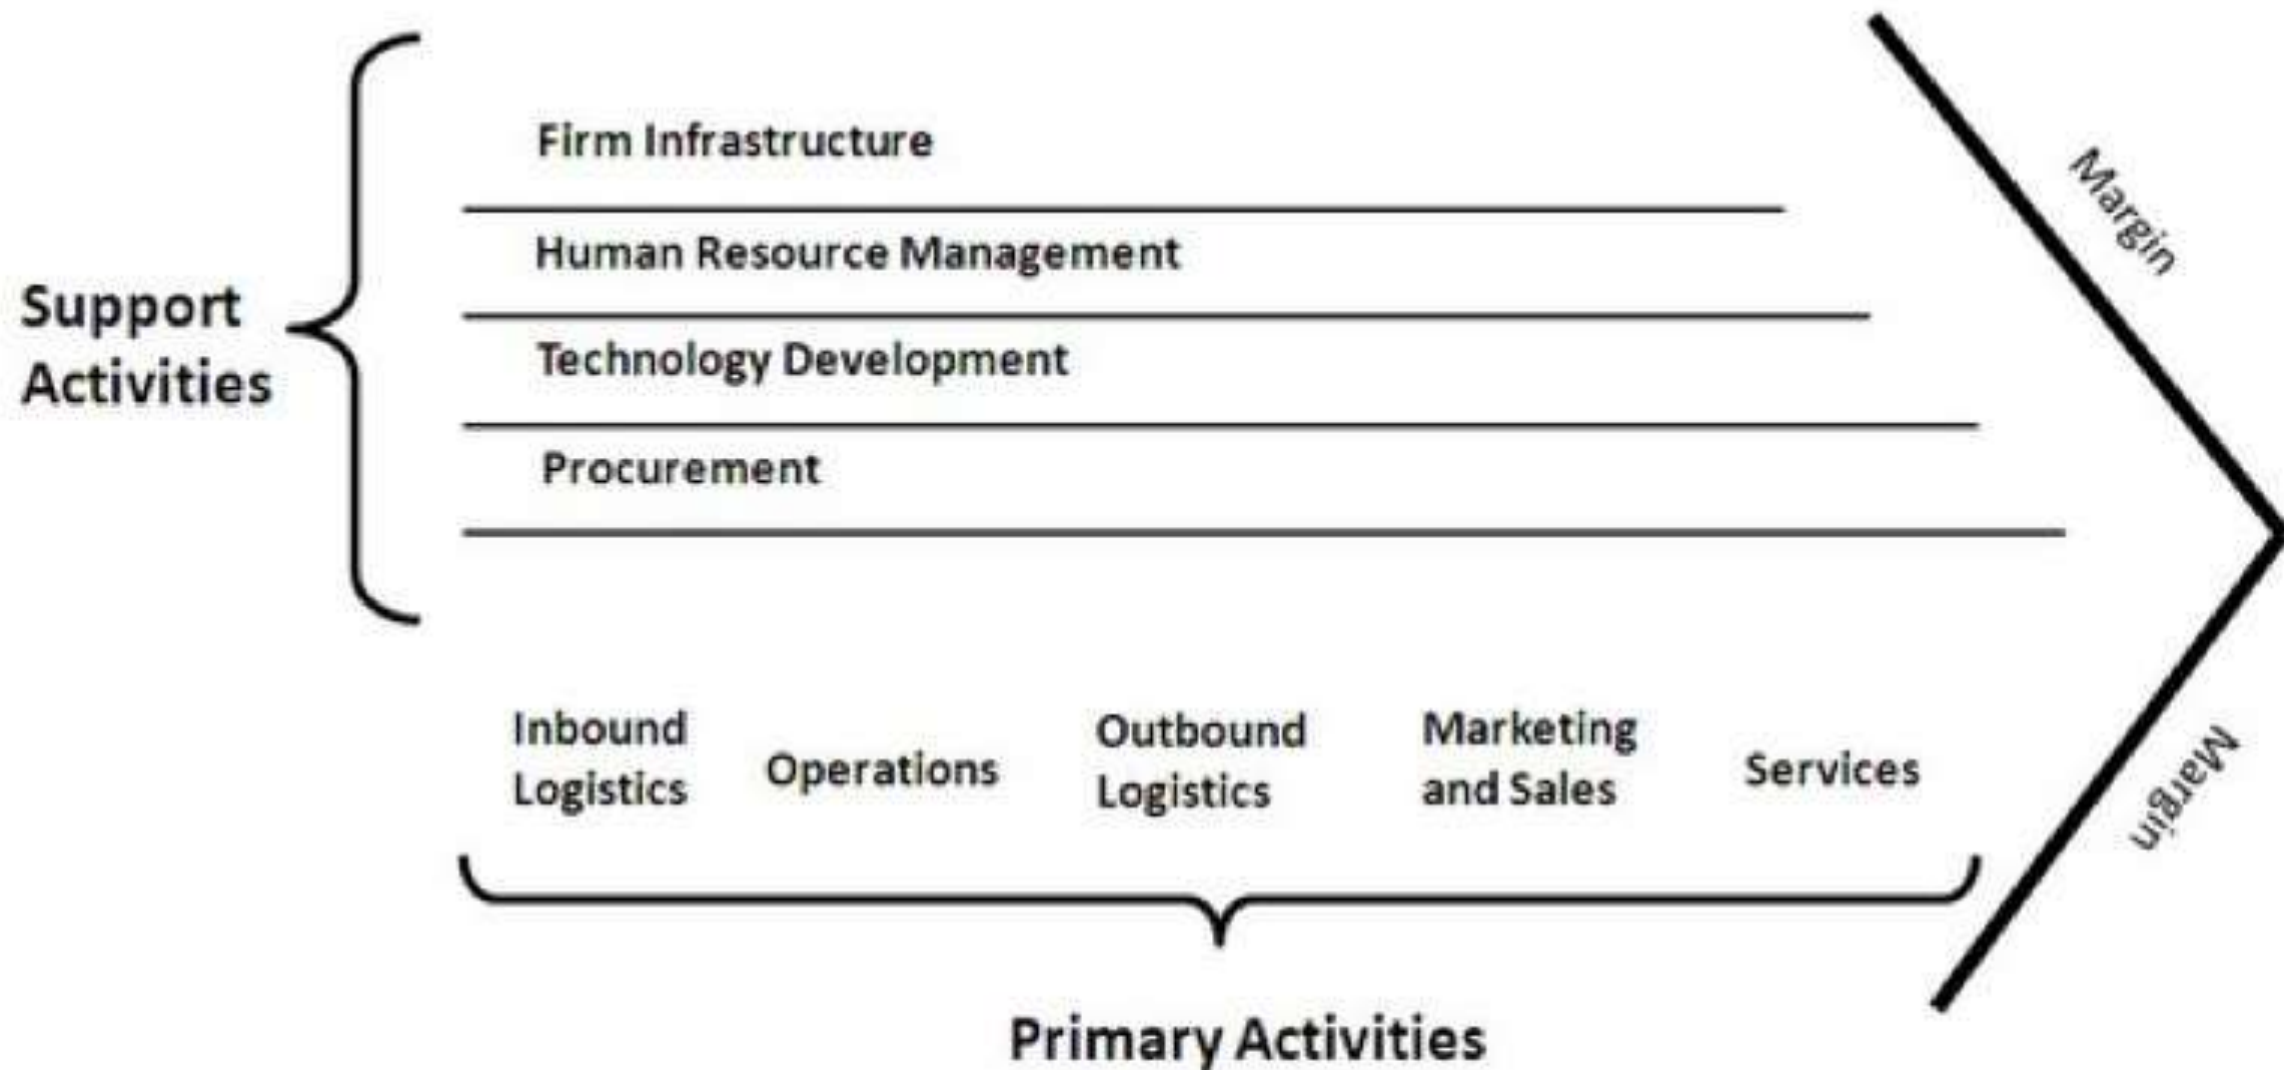 Firm Infrastructure
Human Resource Management
Technology Development
Procurement
Support
Activities
Margin
Inbound
Logistics
Operations
Outbound
Logistics
Marketing
and Sales
Services
Margin
Primary Activities